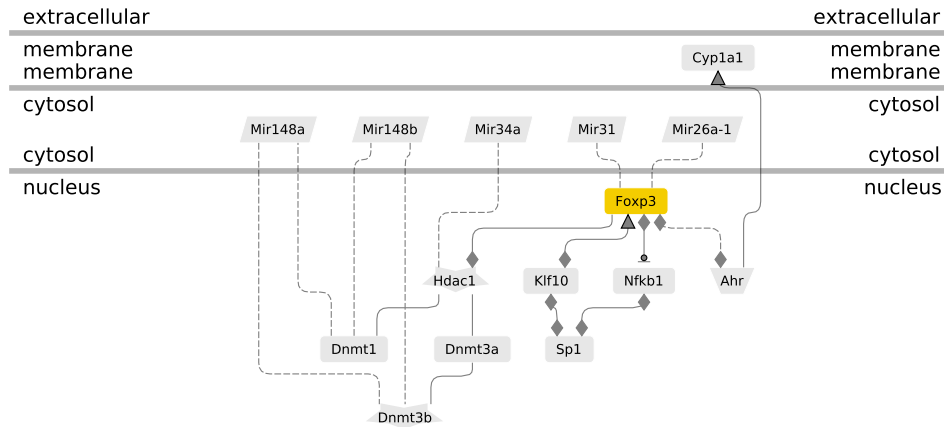 extracellular extracellular
membrane membrane
Cyp1a1
membrane membrane
cytosol cytosol
Mir148a Mir148b Mir34a Mir31 Mir26a-1
cytosol cytosol
nucleus nucleus
Foxp3
Hdac1 Klf10 Nfkb1 Ahr
Dnmt1 Dnmt3a Sp1
Dnmt3b